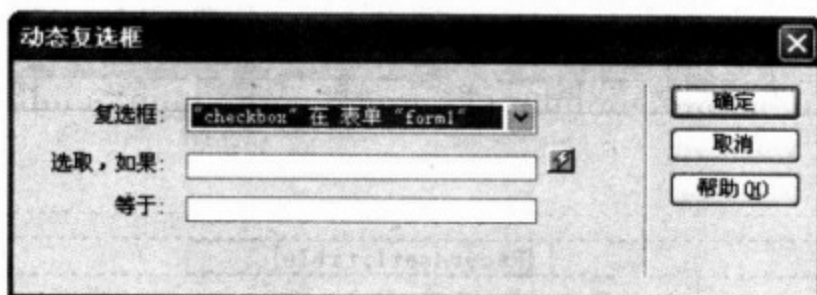 动态复选框
复选框: "checkbox" 在 表单 "form1"
确定
选取，如果:
取消
等于:
帮助(H)